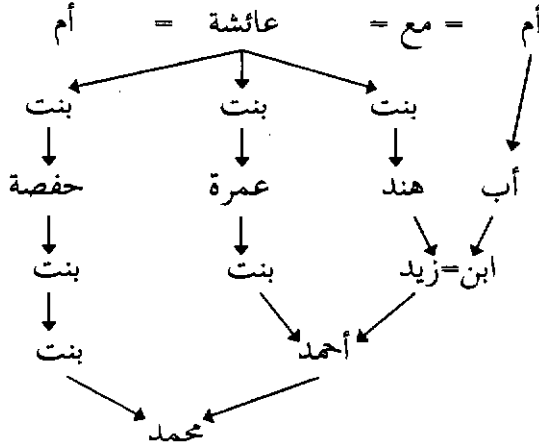 أم = مع = عائشة = أم
بنت بنت بنت
أب هند عمرة حفصة
ابن=زيد بنت بنت
أحمد بنت
محمد